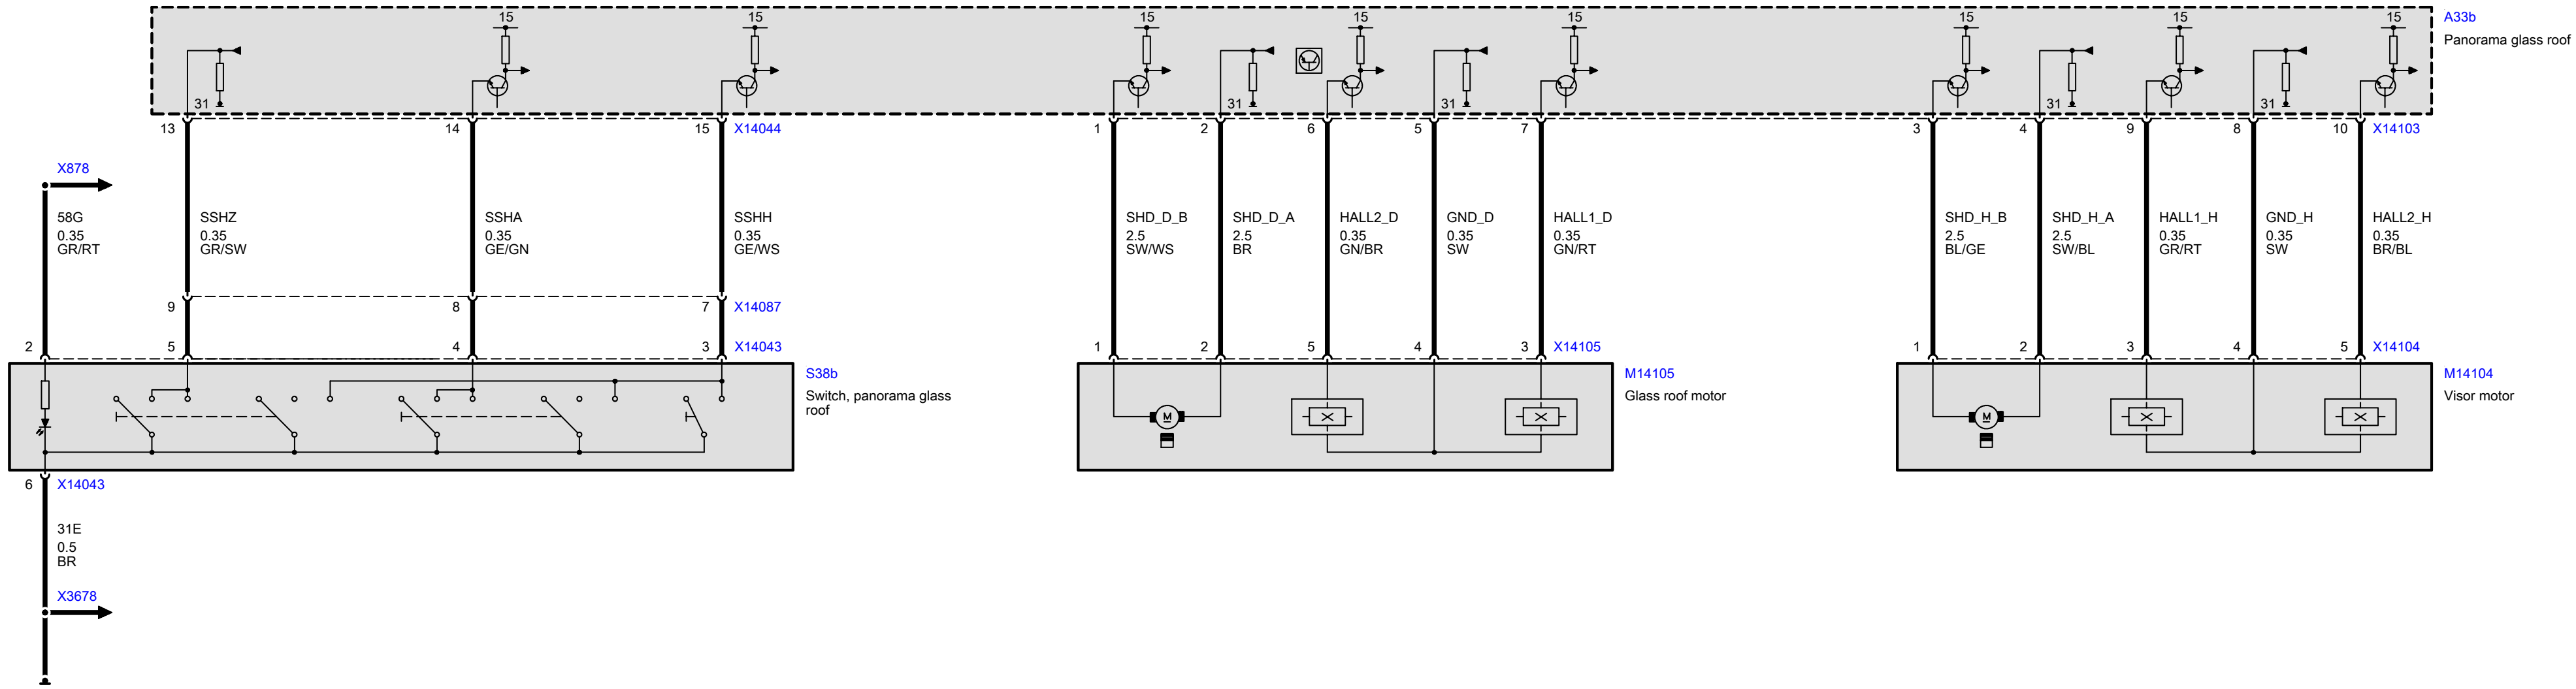 15
15
15
15
15
15
15
15
A33b
Panorama glass roof
31
31
31
31
31
13
14
15
X14044
1
2
6
5
7
3
4
9
8
10
X14103
X878
58G
0.35
GR/RT
SSHZ
0.35
GR/SW
SSHA
0.35
GE/GN
SSHH
0.35
GE/WS
SHD_D_B
2.5
SW/WS
SHD_D_A
2.5
BR
HALL2_D
0.35
GN/BR
GND_D
0.35
SW
HALL1_D
0.35
GN/RT
SHD_H_B
2.5
BL/GE
SHD_H_A
2.5
SW/BL
HALL1_H
0.35
GR/RT
GND_H
0.35
SW
HALL2_H
0.35
BR/BL
9
8
7
X14087
2
5
4
3
X14043
1
2
5
4
3
X14105
1
2
3
4
5
X14104
S38b
Switch, panorama glass
roof
M
M14105
Glass roof motor
M
M14104
Visor motor
6
X14043
31E
0.5
BR
X3678